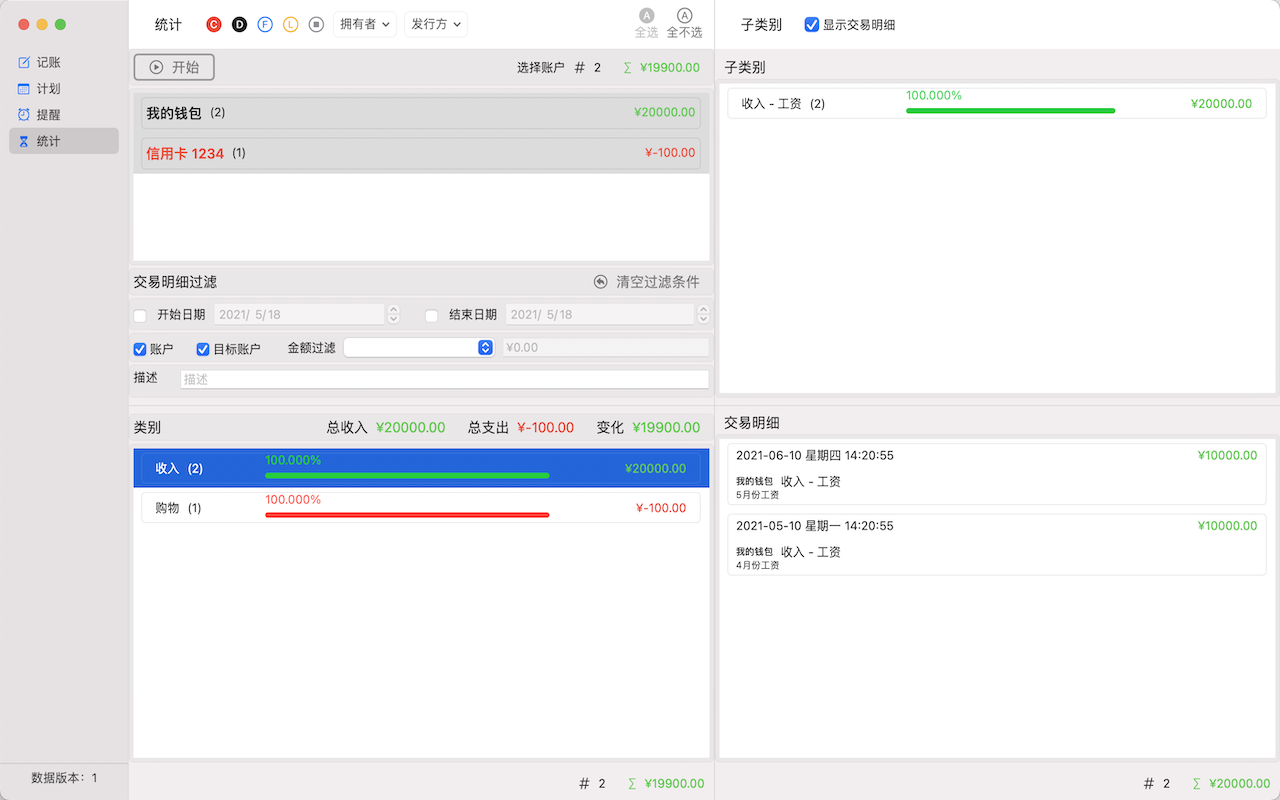 统计
C D F L
拥有者
发行方
A
全选
A
全不选
子类别
显示交易明细
记账
计划
提醒
统计
开始
选择账户 # 2 ∑ ¥19900.00
我的钱包 (2) ¥20000.00
信用卡 1234 (1) ¥-100.00
交易明细过滤
清空过滤条件
开始日期 2021/ 5/18
结束日期 2021/ 5/18
账户
目标账户
金额过滤
¥0.00
描述 描述
类别 总收入 ¥20000.00 总支出 ¥-100.00 变化 ¥19900.00
收入 (2) 100.000% ¥20000.00
购物 (1) 100.000% ¥-100.00
数据版本: 1
# 2 ∑ ¥19900.00
子类别
收入 - 工资 (2) 100.000% ¥20000.00
交易明细
2021-06-10 星期四 14:20:55 ¥10000.00
我的钱包 收入 - 工资
5月份工资
2021-05-10 星期一 14:20:55 ¥10000.00
我的钱包 收入 - 工资
4月份工资
# 2 ∑ ¥20000.00